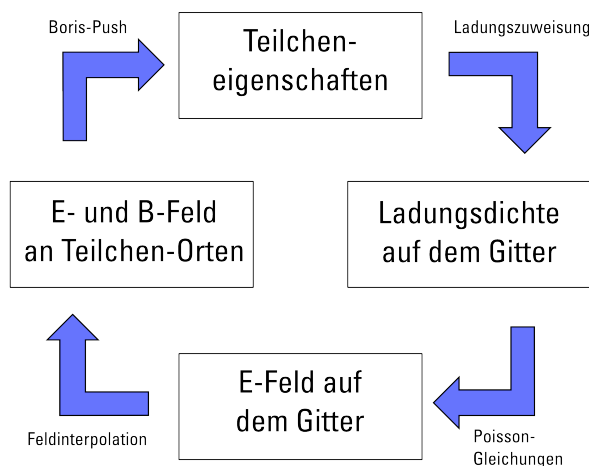 Boris-Push
Teilchen-
eigenschaften
Ladungszuweisung
E- und B-Feld
an Teilchen-Orten
Ladungsdichte
auf dem Gitter
E-Feld auf
dem Gitter
Feldinterpolation
Poisson-
Gleichungen